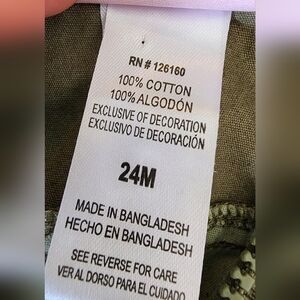 RN # 126160
100% COTTON
100% ALGODÓN
EXCLUSIVE OF DECORATION
EXCLUSIVO DE DECORACIÓN
24M
MADE IN BANGLADESH
HECHO EN BANGLADESH
SEE REVERSE FOR CARE
VER AL DORSO PARA EL CUIDADO